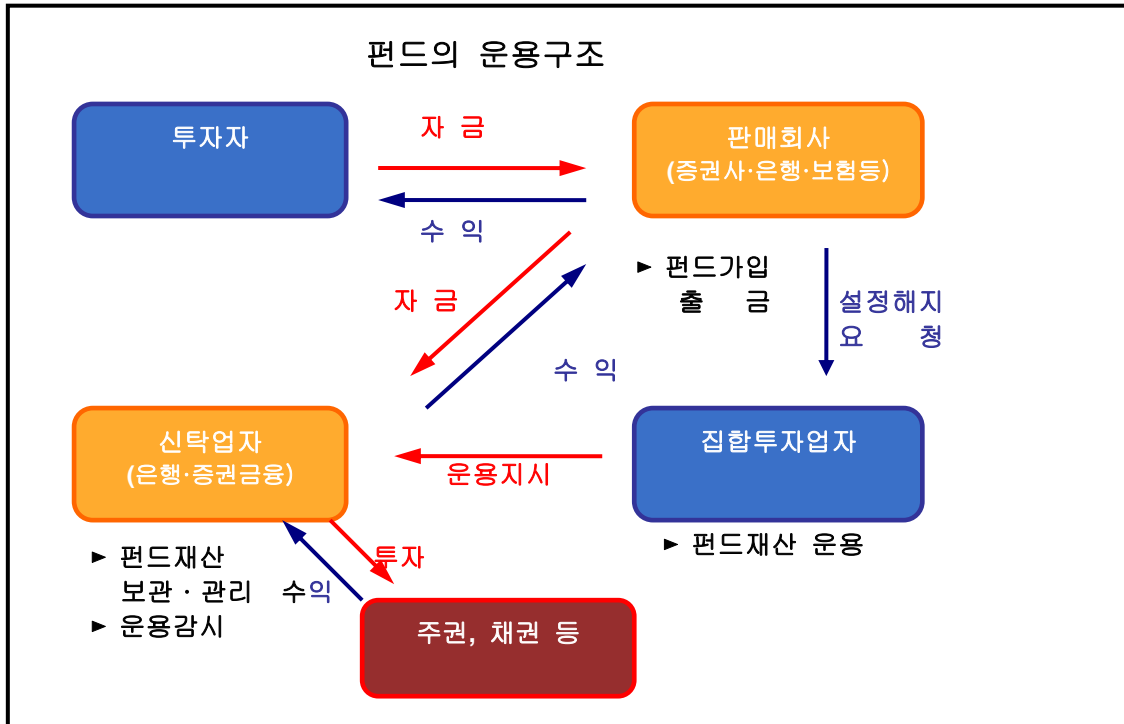 펀드의 운용구조
투자자
자 금
판매회사
(증권사·은행·보험등)
수 익
► 펀드가입
출 금
자 금
설정해지
요 청
수 익
신탁업자
(은행·증권금융)
운용지시
집합투자업자
► 펀드재산 운용
► 펀드재산
보관 · 관리
► 운용감시
투자
수익
주권, 채권 등